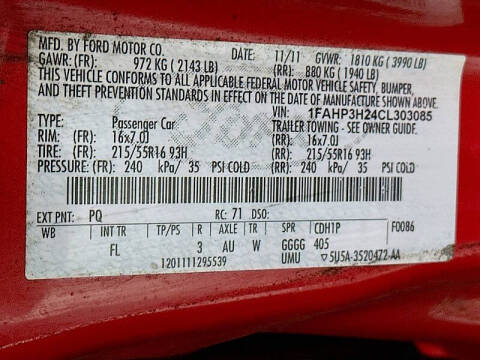 MFD. BY FORD MOTOR CO.
DATE: 11/11 GVWR: 1810 KG ( 3990 LB)
GAWR: (FR): 972 KG ( 2143 LB) (RR): 880 KG ( 1940 LB)
THIS VEHICLE CONFORMS TO ALL APPLICABLE FEDERAL MOTOR VEHICLE SAFETY, BUMPER,
AND THEFT PREVENTION STANDARDS IN EFFECT ON THE DATE OF MANUFACTURE SHOWN ABOVE.
VIN: 1FAHP3H24CL303085
TYPE: Passenger Car TRAILER TOWING - SEE OWNER GUIDE.
RIM: (FR): 16x7.0J (RR): 16x7.0J
TIRE: (FR): 215/55R16 93H (RR): 215/55R16 93H
PRESSURE: (FR): 240 kPa/ 35 PSI COLD (RR): 240 kPa/ 35 PSI COLD
EXT PNT: PQ RC: 71 DSO: F0086
WB INT TR TP/PS R AXLE TR SPR CDH1P
FL 3 AU W GGGG 405
1201111295539 UMU ▽5U5A-3520472-AA